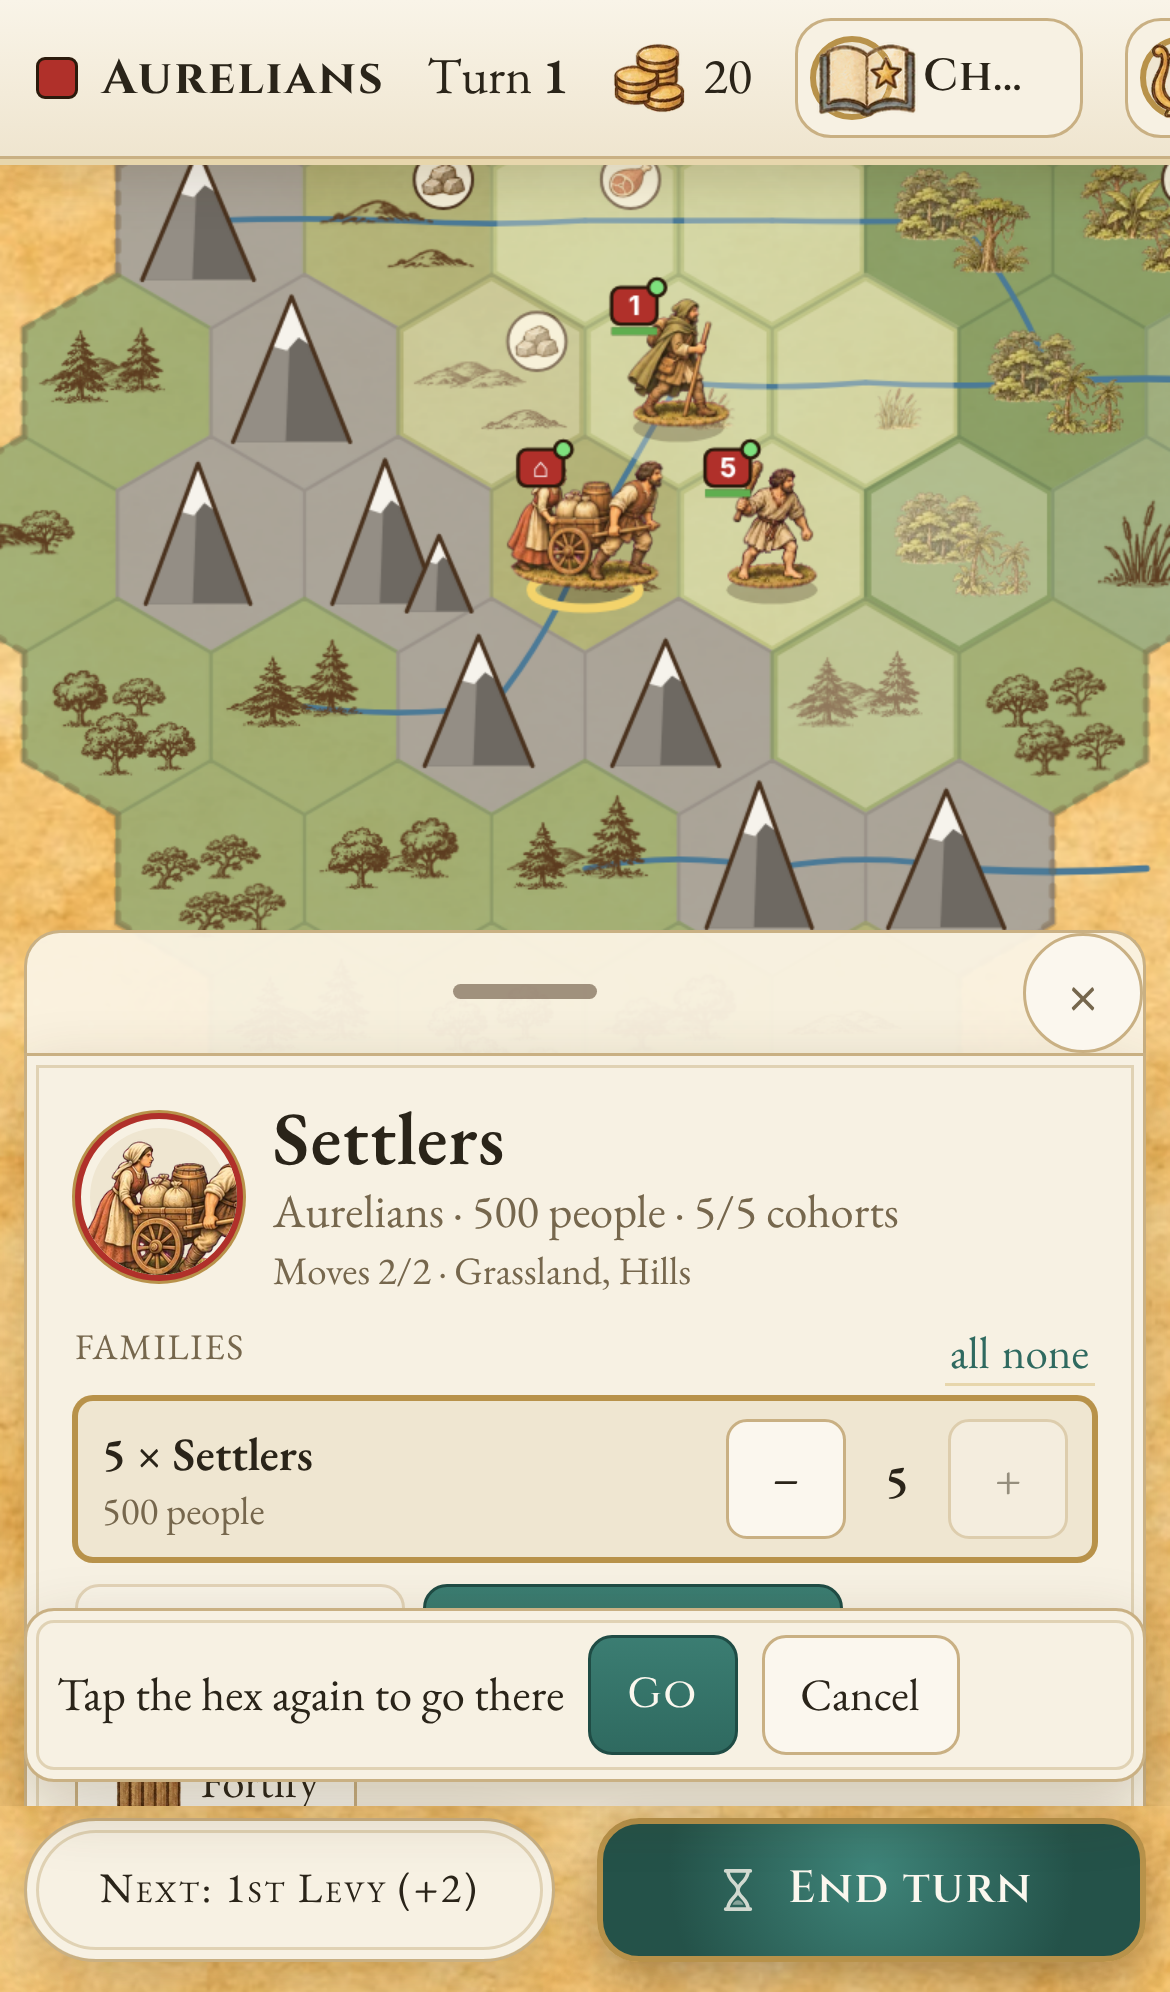 AURELIANS Turn 1 20 CH...
1
5
×
Settlers
Aurelians · 500 people · 5/5 cohorts
Moves 2/2 · Grassland, Hills
FAMILIES all none
5 × Settlers
500 people
− 5 +
Tap the hex again to go there GO Cancel
Fortify
NEXT: 1ST LEVY (+2) END TURN